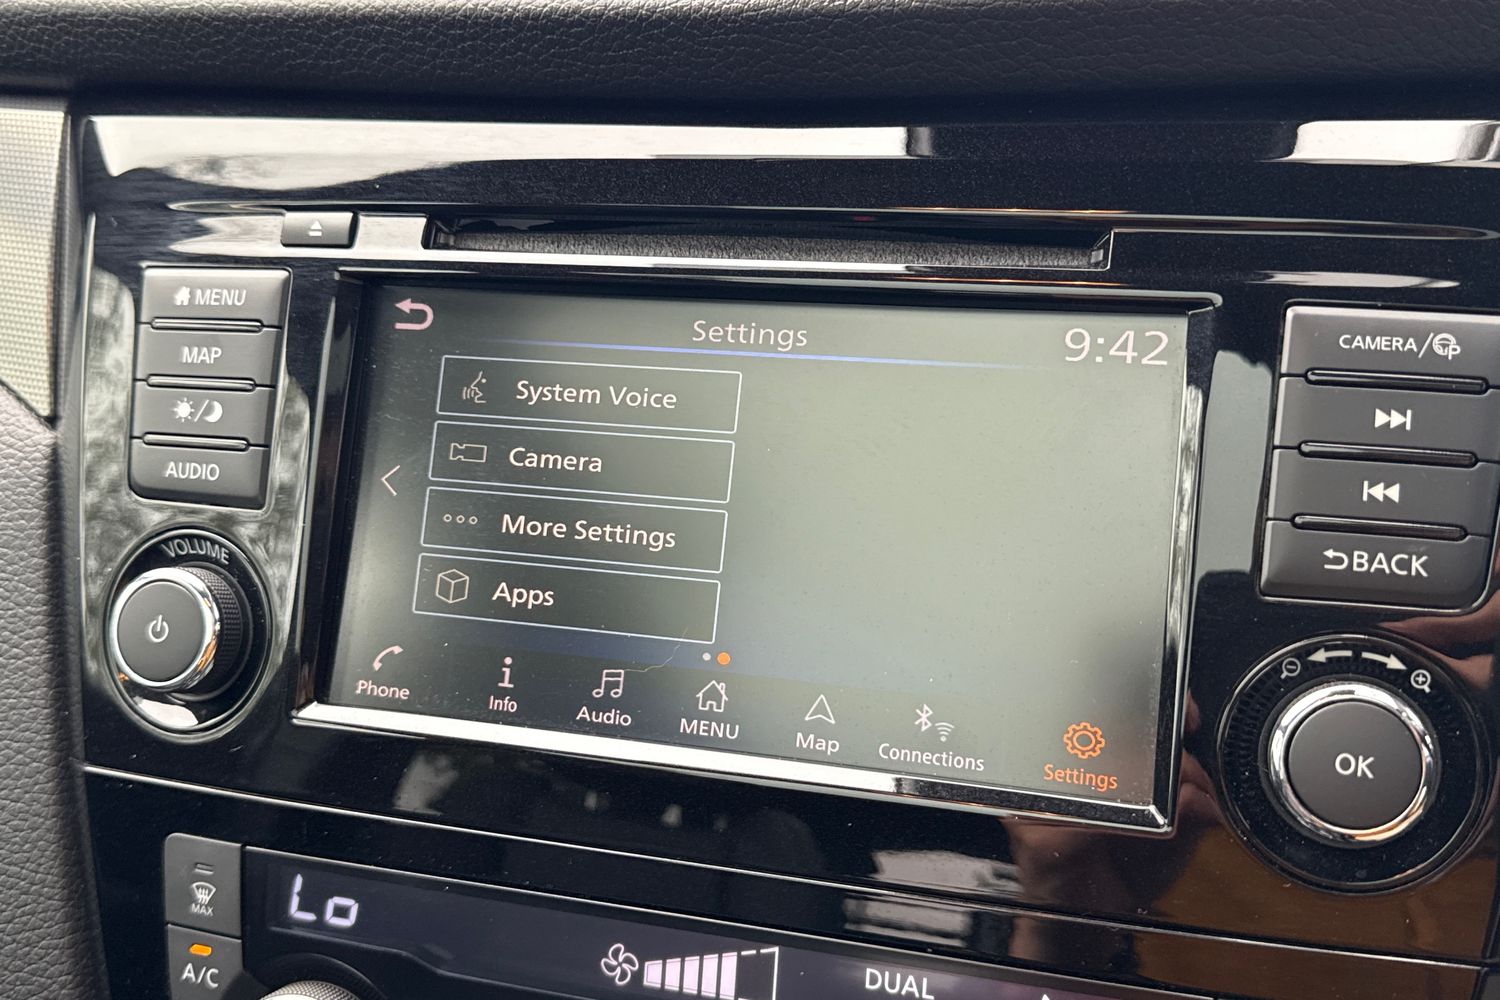 MENU
MAP
AUDIO
VOLUME
Settings
9:42
System Voice
Camera
More Settings
Apps
Phone
Info
Audio
MENU
Map
Connections
Settings
CAMERA/
BACK
OK
MAX
A/C
Lo
DUAL